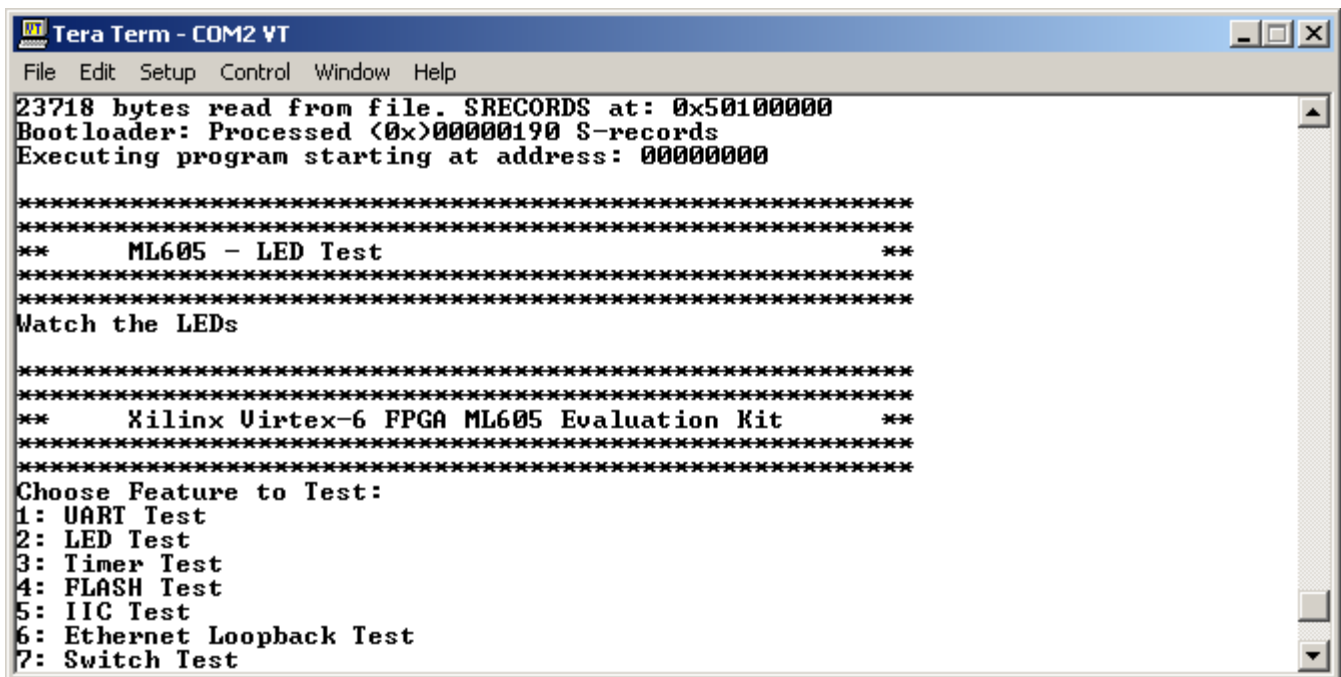 Tera Term - COM2 VT
File Edit Setup Control Window Help
23718 bytes read from file. SRECORDS at: 0x50100000
Bootloader: Processed (0x)00000190 S-records
Executing program starting at address: 00000000
********************************************************
********************************************************
**      ML605 - LED Test                               **
********************************************************
********************************************************
Watch the LEDs
********************************************************
********************************************************
**      Xilinx Virtex-6 FPGA ML605 Evaluation Kit      **
********************************************************
********************************************************
Choose Feature to Test:
1: UART Test
2: LED Test
3: Timer Test
4: FLASH Test
5: IIC Test
6: Ethernet Loopback Test
7: Switch Test